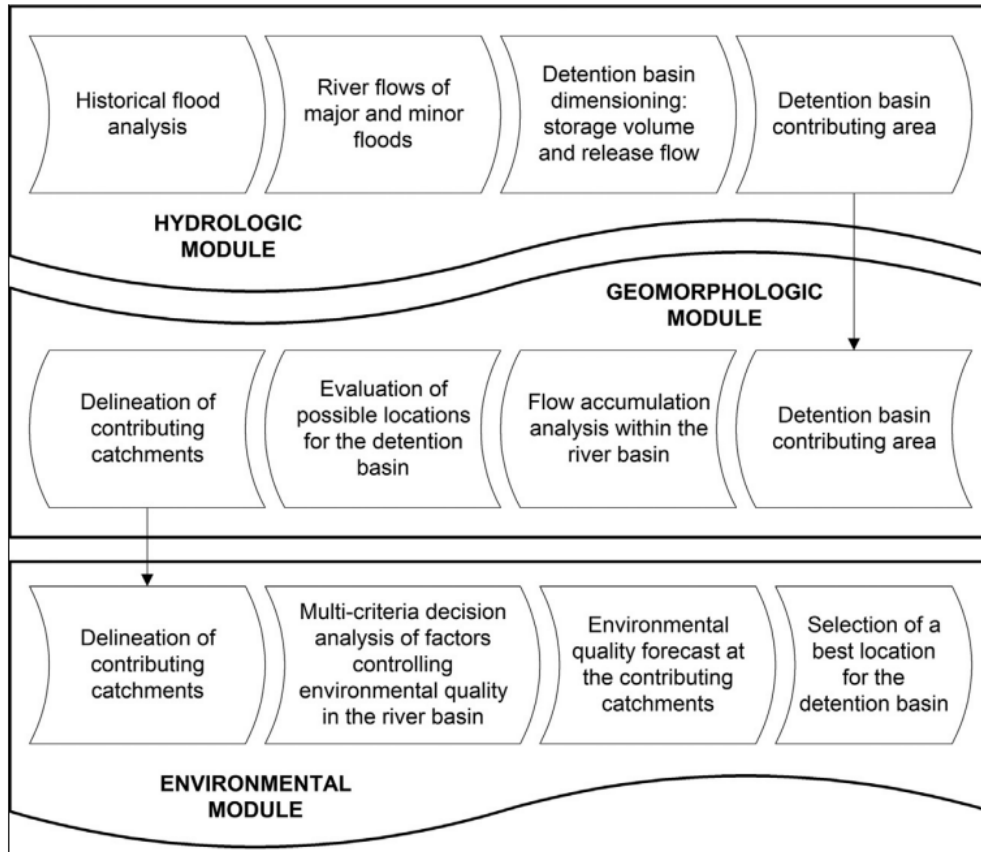 Historical flood
analysis
River flows of
major and minor
floods
Detention basin
dimensioning:
storage volume
and release flow
Detention basin
contributing area
HYDROLOGIC
MODULE
GEOMORPHOLOGIC
MODULE
Delineation of
contributing
catchments
Evaluation of
possible locations
for the detention
basin
Flow accumulation
analysis within the
river basin
Detention basin
contributing area
Delineation of
contributing
catchments
Multi-criteria decision
analysis of factors
controlling
environmental quality
in the river basin
Environmental
quality forecast at
the contributing
catchments
Selection of a
best location
for the
detention basin
ENVIRONMENTAL
MODULE